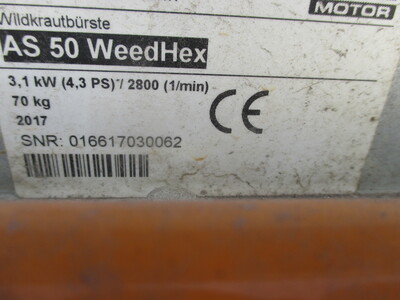 MOTOR
Wildkrautbürste
AS 50 WeedHex
3,1 kW (4,3 PS)*/ 2800 (1/min)
70 kg
2017
SNR: 016617030062
CE